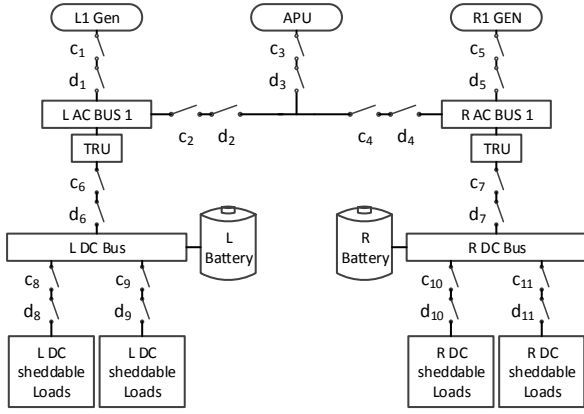 L1 Gen
APU
R1 GEN
c1
c3
c5
d1
d3
d5
L AC BUS 1
R AC BUS 1
c2 d2
c4 d4
TRU
TRU
c6
c7
d6
d7
L DC Bus
L
Battery
R
Battery
R DC Bus
c8
c9
c10
c11
d8
d9
d10
d11
L DC
sheddable
Loads
L DC
sheddable
Loads
R DC
sheddable
Loads
R DC
sheddable
Loads